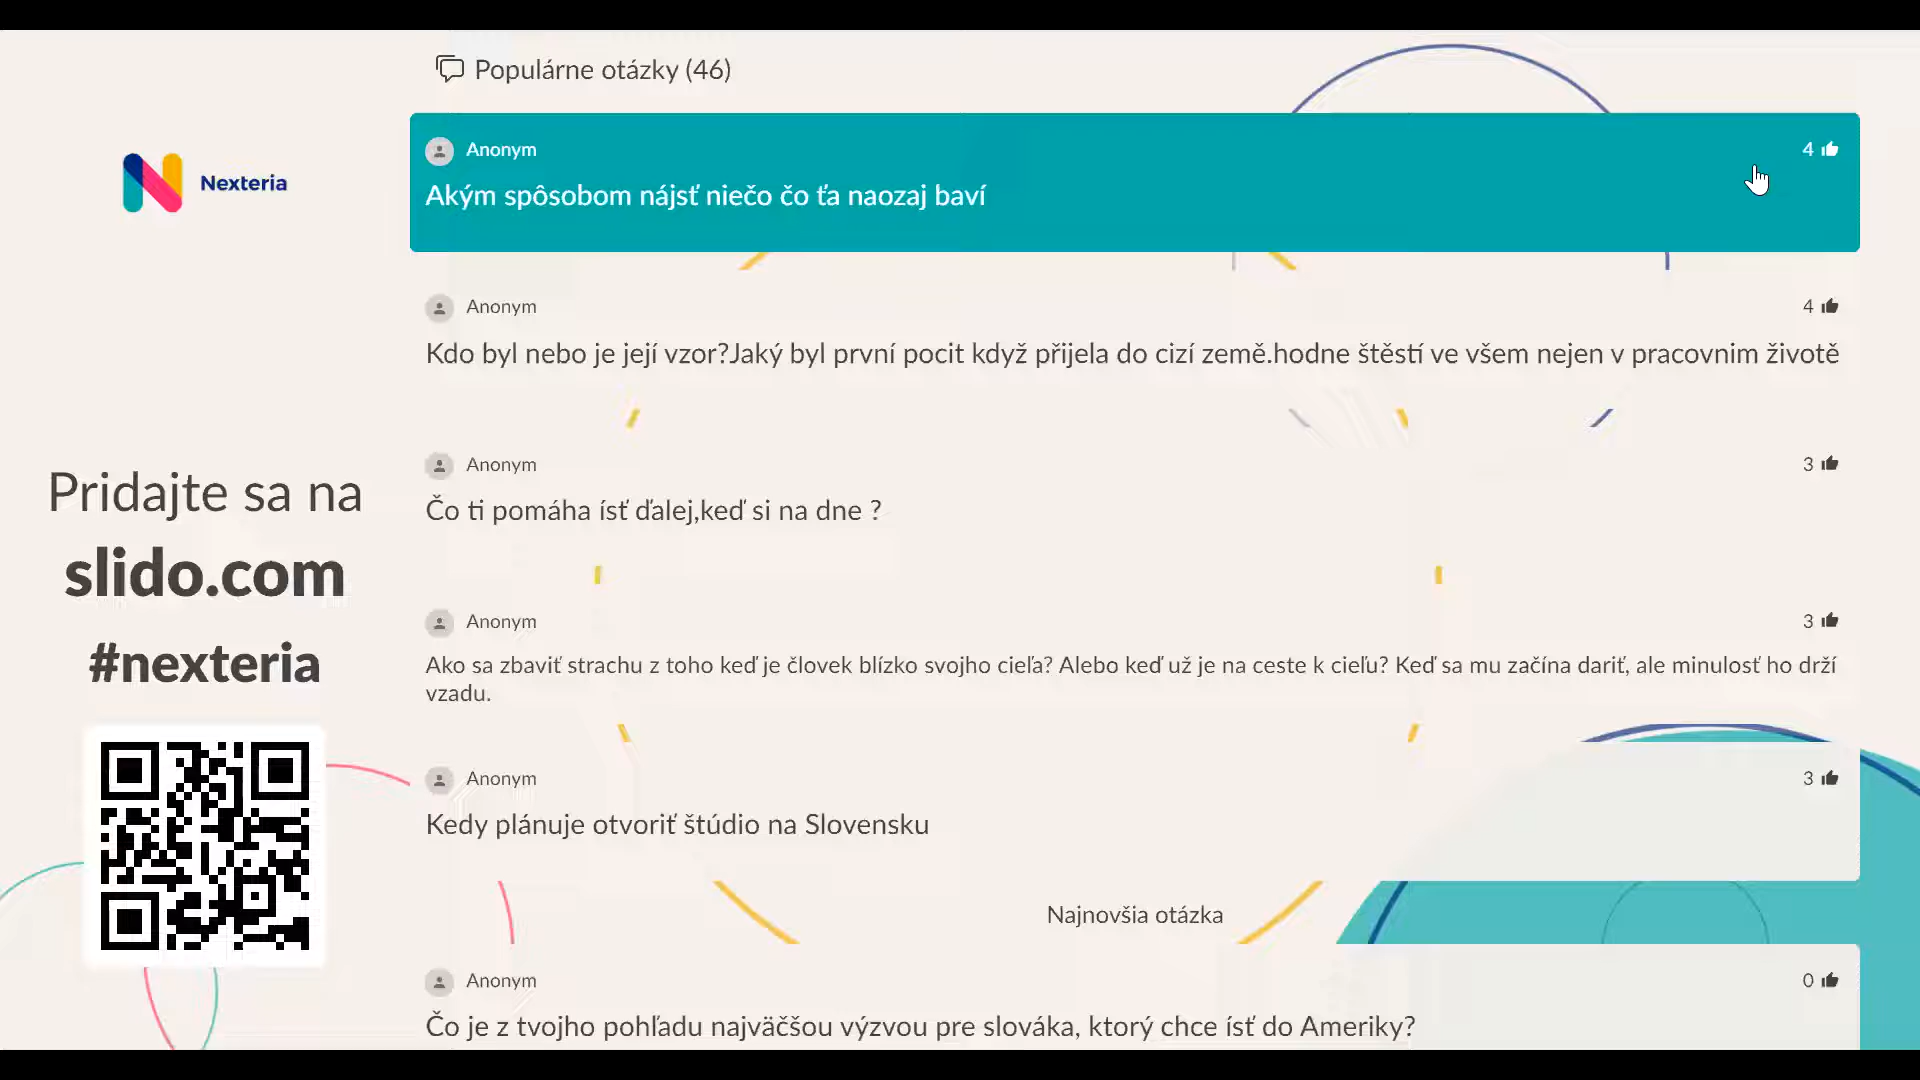 Populárne otázky (46)
Nexteria
Pridajte sa na
slido.com
#nexteria
Anonym
4
Akým spôsobom nájsť niečo čo ťa naozaj baví
Anonym
4
Kdo byl nebo je její vzor?Jaký byl první pocit když přijela do cizí země.hodne štěstí ve všem nejen v pracovnim životě
Anonym
3
Čo ti pomáha ísť ďalej,keď si na dne ?
Anonym
3
Ako sa zbaviť strachu z toho keď je človek blízko svojho cieľa? Alebo keď už je na ceste k cieľu? Keď sa mu začína dariť, ale minulosť ho drží
vzadu.
Anonym
3
Kedy plánuje otvoriť štúdio na Slovensku
Najnovšia otázka
Anonym
0
Čo je z tvojho pohľadu najväčšou výzvou pre slováka, ktorý chce ísť do Ameriky?